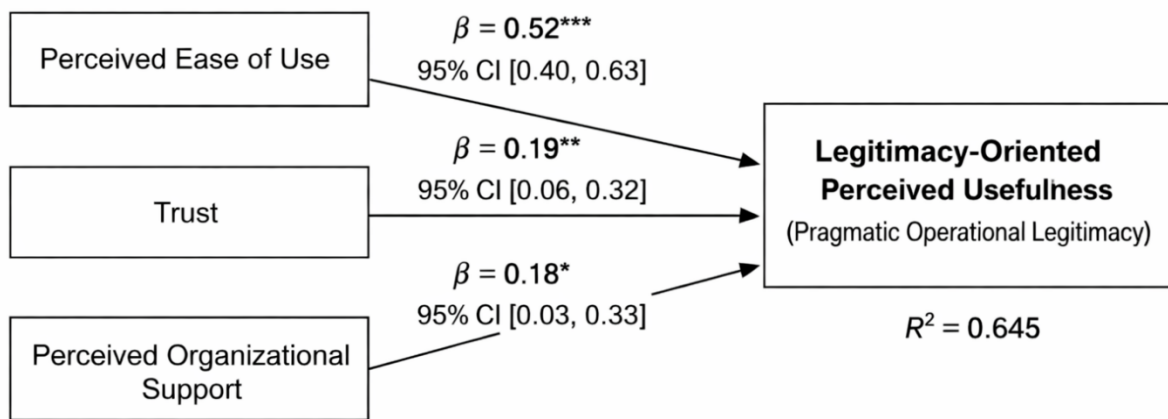 Perceived Ease of Use
β = 0.52***
95% CI [0.40, 0.63]
Trust
β = 0.19**
95% CI [0.06, 0.32]
Perceived Organizational
Support
β = 0.18*
95% CI [0.03, 0.33]
Legitimacy-Oriented
Perceived Usefulness
(Pragmatic Operational Legitimacy)
R² = 0.645